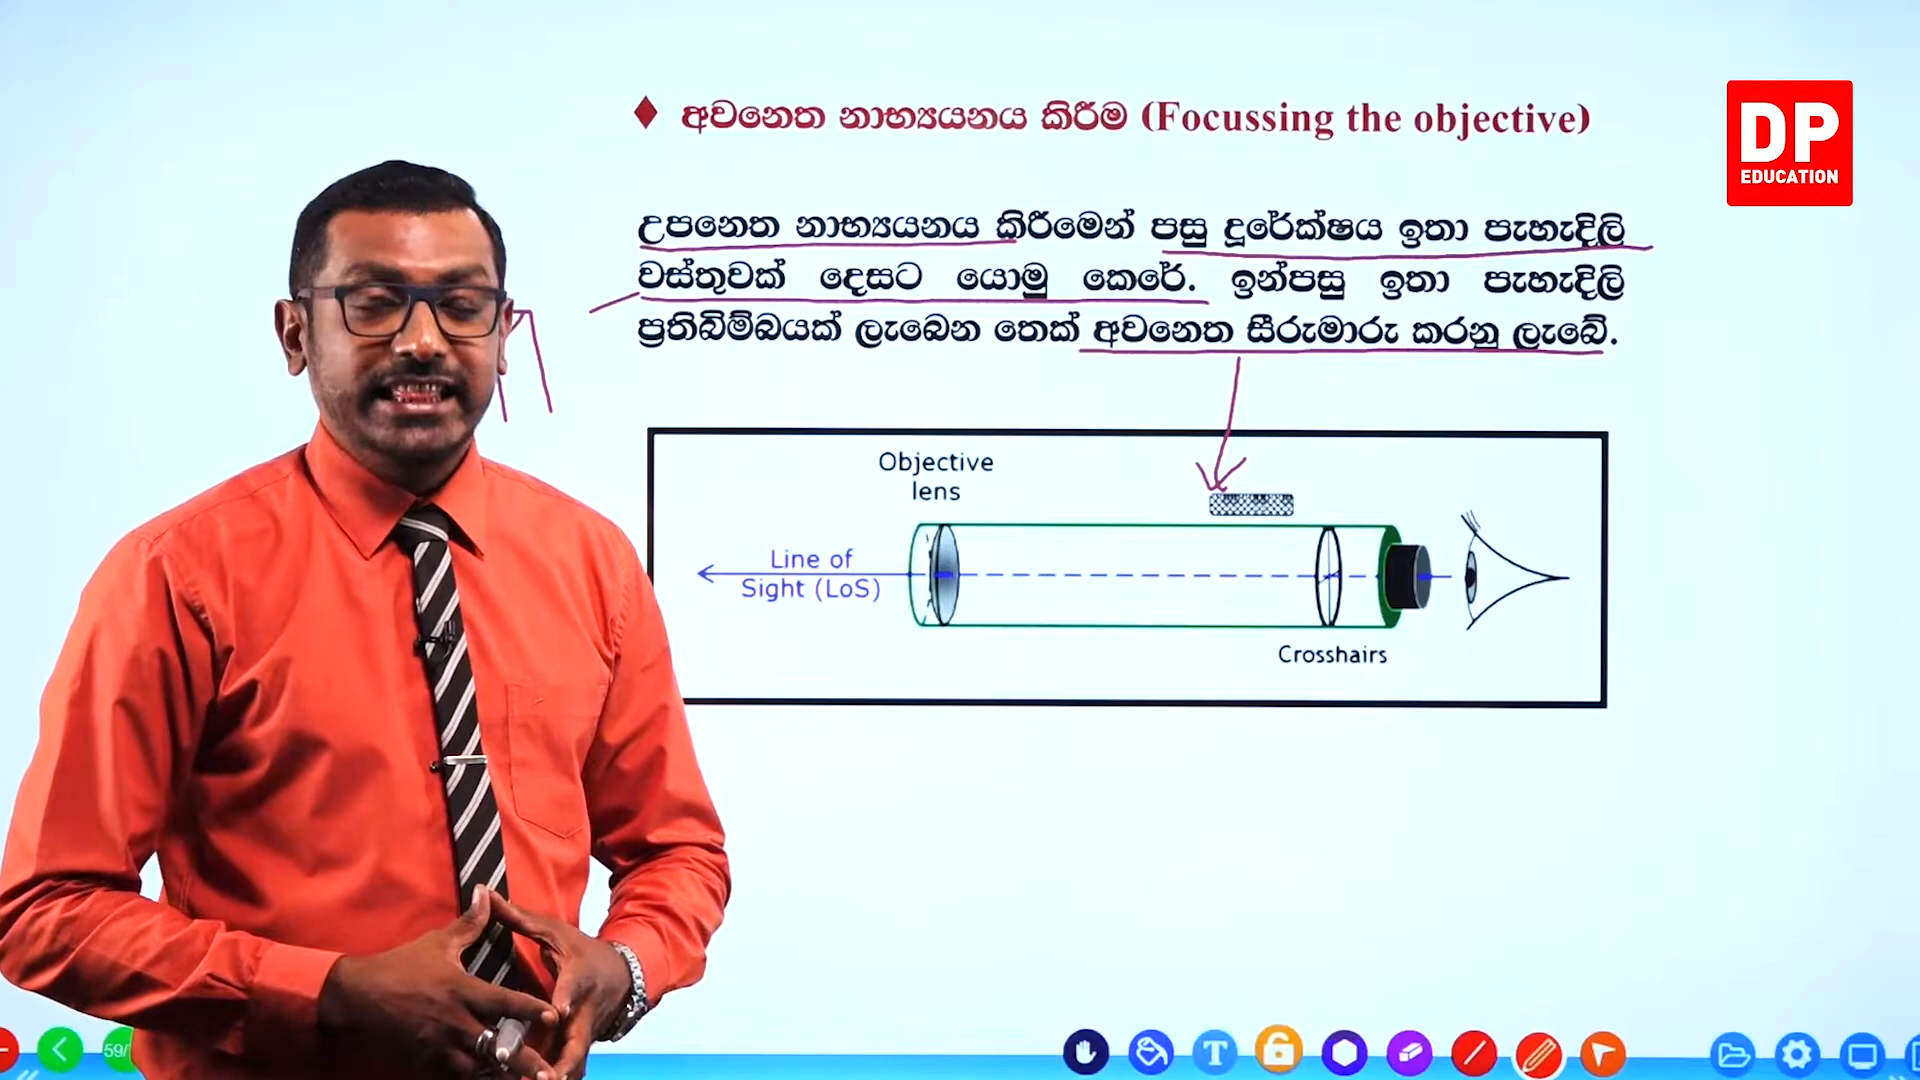 ♦ අවනෙත නාභ්‍යයනය කිරීම (Focussing the objective)
DP
EDUCATION
උපනෙත නාභ්‍යයනය කිරීමෙන් පසු දූරේක්ෂය ඉතා පැහැදිලි
වස්තුවක් දෙසට යොමු කෙරේ. ඉන්පසු ඉතා පැහැදිලි
ප්‍රතිබිම්බයක් ලැබෙන තෙක් අවනෙත සීරුමාරු කරනු ලැබේ.
Objective
lens
Line of
Sight (LoS)
Crosshairs
59/
T